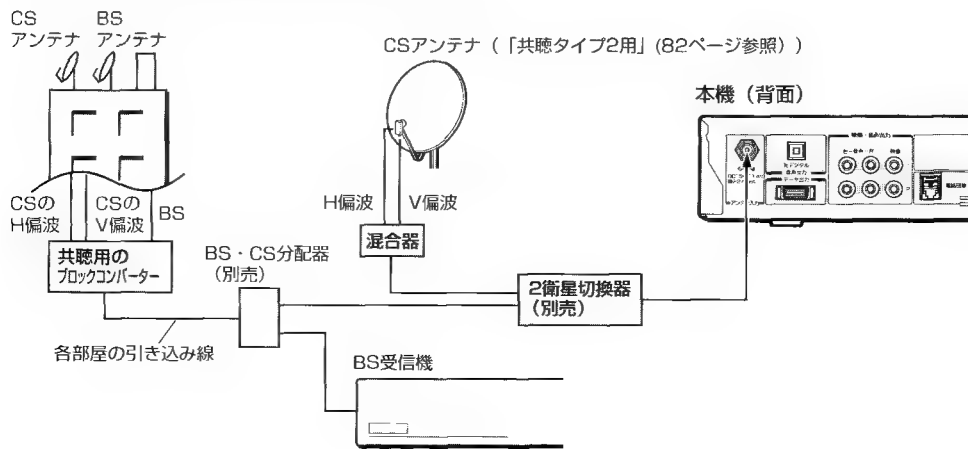 CS
アンテナ
BS
アンテナ
CSアンテナ（「共聴タイプ2用」(82ページ参照））
本機（背面）
CSの
H偏波
CSの
V偏波
BS
H偏波
V偏波
混合器
共聴用の
ブロックコンバーター
BS・CS分配器
（別売）
2衛星切換器
（別売）
各部屋の引き込み線
BS受信機